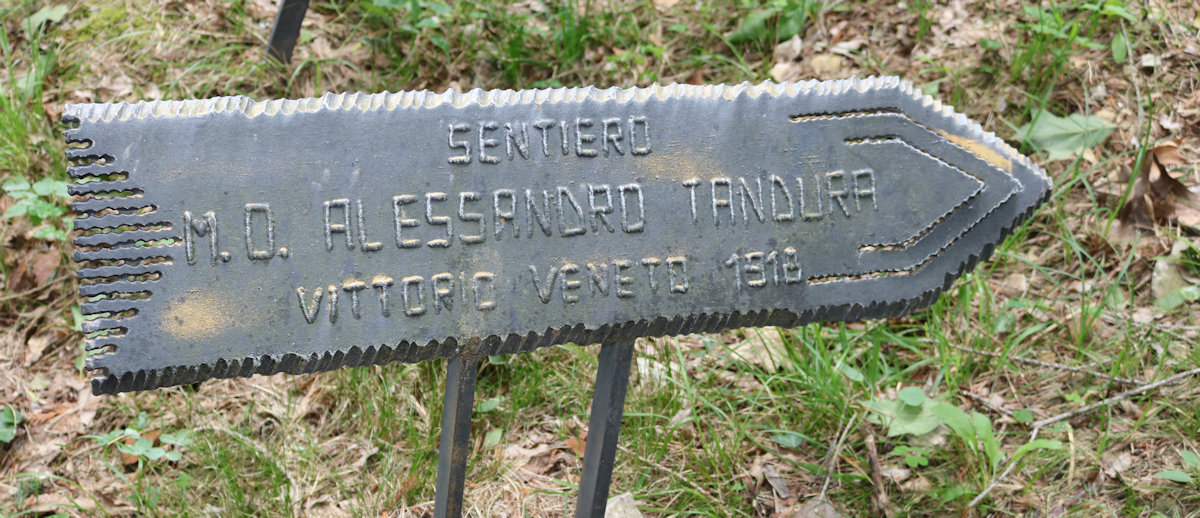 SENTIERO
M.O. ALESSANDRO TANDURA
VITTORIO VENETO 1918